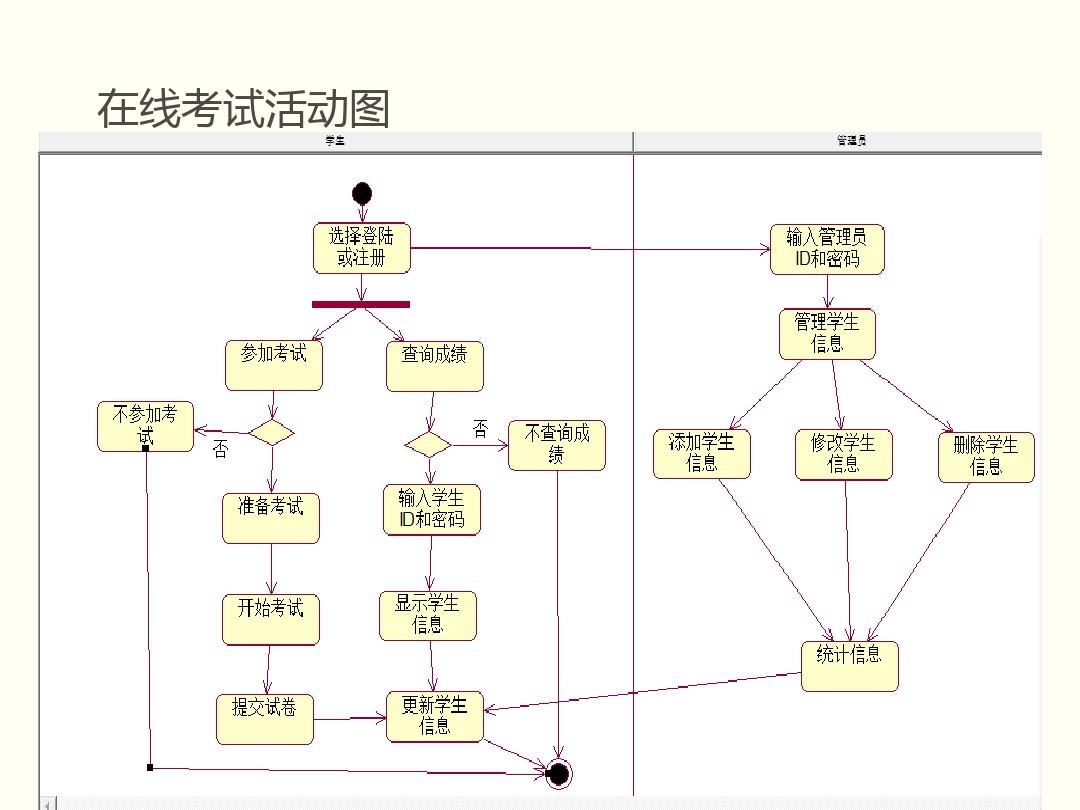 在线考试活动图
学生
管理员
选择登陆
或注册
输入管理员
ID和密码
管理学生
信息
参加考试
查询成绩
不参加考
试
否
否
不查询成
绩
添加学生
信息
修改学生
信息
删除学生
信息
准备考试
输入学生
ID和密码
开始考试
显示学生
信息
统计信息
提交试卷
更新学生
信息